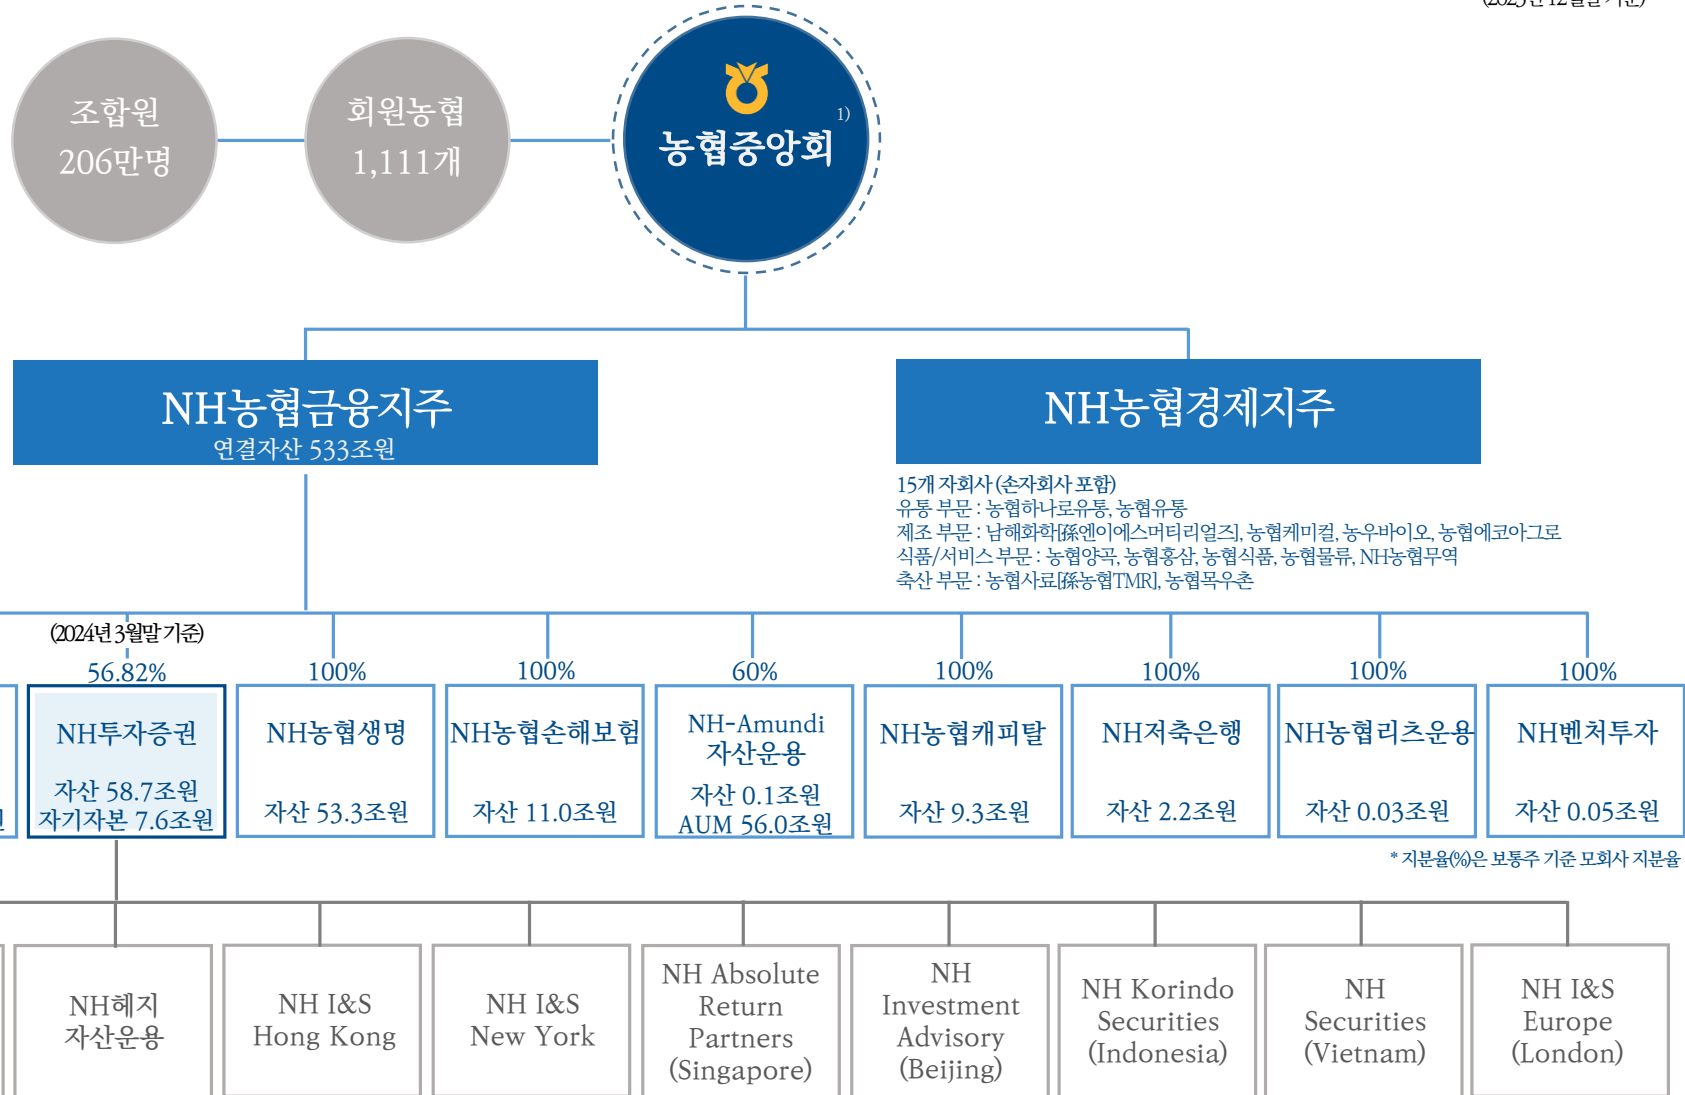 (2023년 12월말 기준)
조합원
206만명
회원농협
1,111개
농협중앙회 1)
NH농협금융지주
연결자산 533조원
NH농협경제지주
15개 자회사 (손자회사 포함)
유통 부문 : 농협하나로유통, 농협유통
제조 부문 : 남해화학[孫엔이에스머티리얼즈], 농협케미컬, 농우바이오, 농협에코아그로
식품/서비스 부문 : 농협양곡, 농협홍삼, 농협식품, 농협물류, NH농협무역
축산 부문 : 농협사료[孫농협TMR], 농협목우촌
(2024년 3월말 기준)
56.82%
NH투자증권
자산 58.7조원
자기자본 7.6조원
100%
NH농협생명
자산 53.3조원
100%
NH농협손해보험
자산 11.0조원
60%
NH-Amundi
자산운용
자산 0.1조원
AUM 56.0조원
100%
NH농협캐피탈
자산 9.3조원
100%
NH저축은행
자산 2.2조원
100%
NH농협리츠운용
자산 0.03조원
100%
NH벤처투자
자산 0.05조원
* 지분율(%)은 보통주 기준 모회사 지분율
NH헤지
자산운용
NH I&S
Hong Kong
NH I&S
New York
NH Absolute
Return
Partners
(Singapore)
NH
Investment
Advisory
(Beijing)
NH Korindo
Securities
(Indonesia)
NH
Securities
(Vietnam)
NH I&S
Europe
(London)